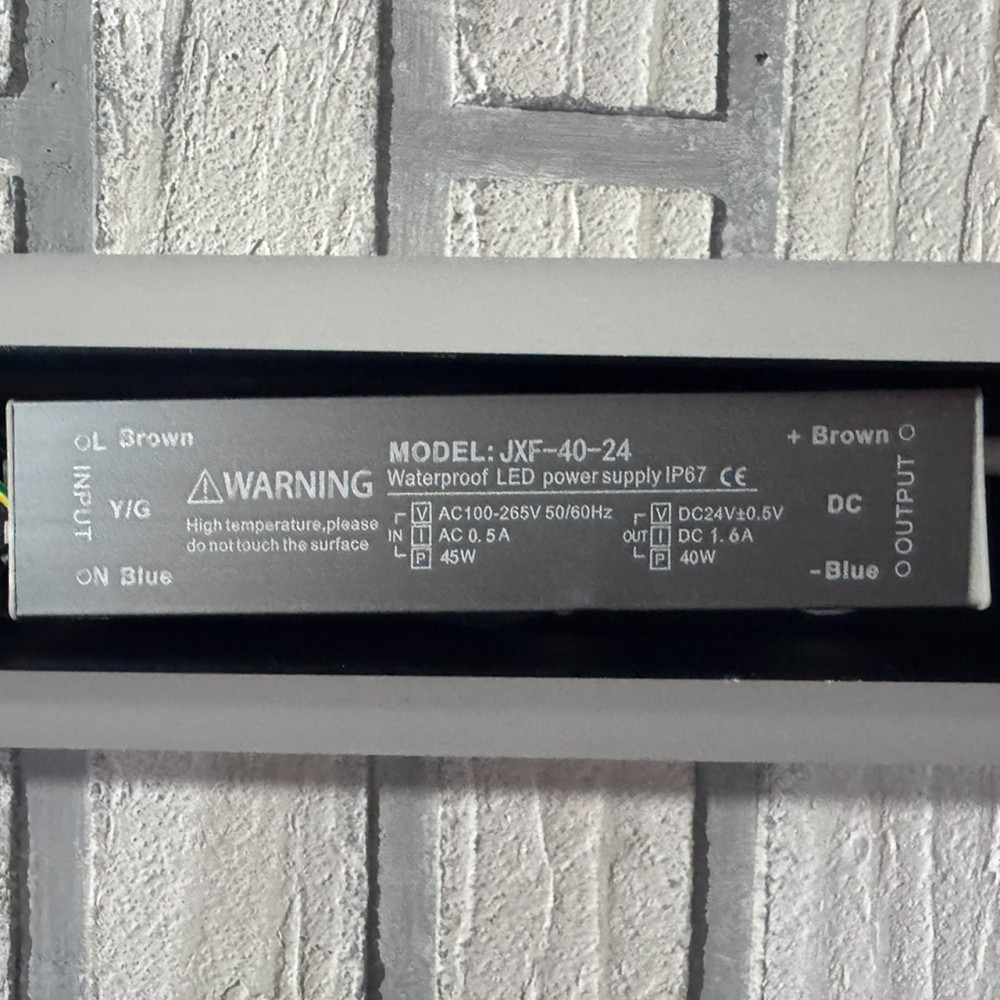 L Brown
INPUT
Y/G
N Blue
WARNING
High temperature,please
do not touch the surface
MODEL: JXF-40-24
Waterproof LED power supply IP67 CE
IN
V AC100-265V 50/60Hz
I AC 0.5A
P 45W
OUT
V DC24V±0.5V
I DC 1.6A
P 40W
+ Brown
DC
OUTPUT
-Blue